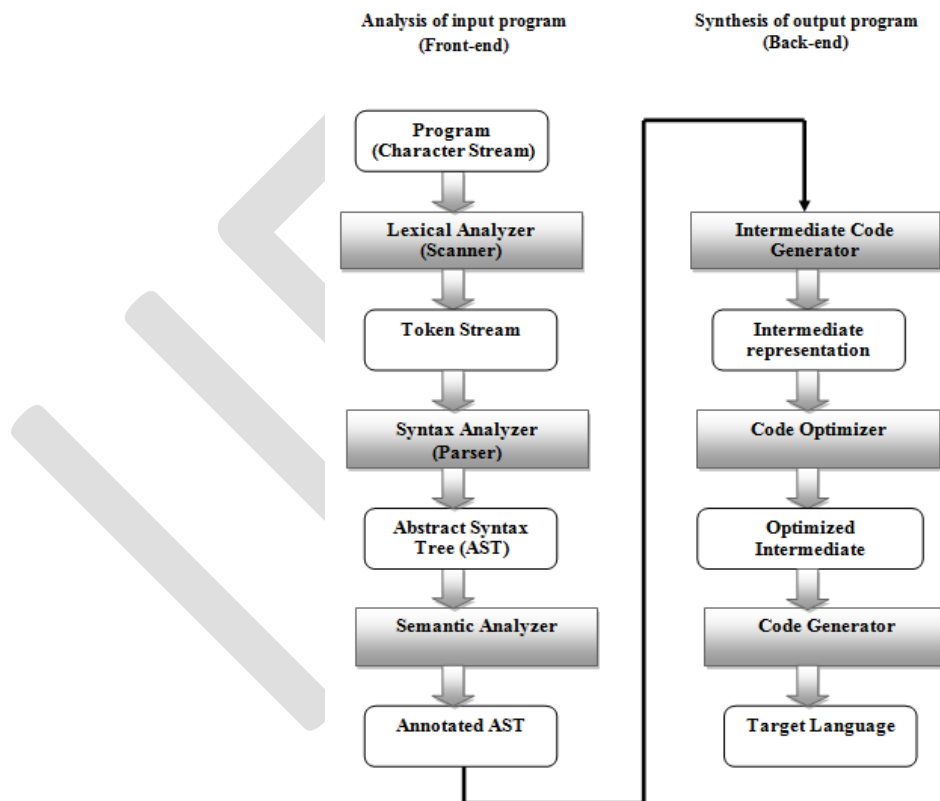 Analysis of input program
(Front-end)
Program
(Character Stream)
Lexical Analyzer
(Scanner)
Token Stream
Syntax Analyzer
(Parser)
Abstract Syntax
Tree (AST)
Semantic Analyzer
Annotated AST
Synthesis of output program
(Back-end)
Intermediate Code
Generator
Intermediate
representation
Code Optimizer
Optimized
Intermediate
Code Generator
Target Language